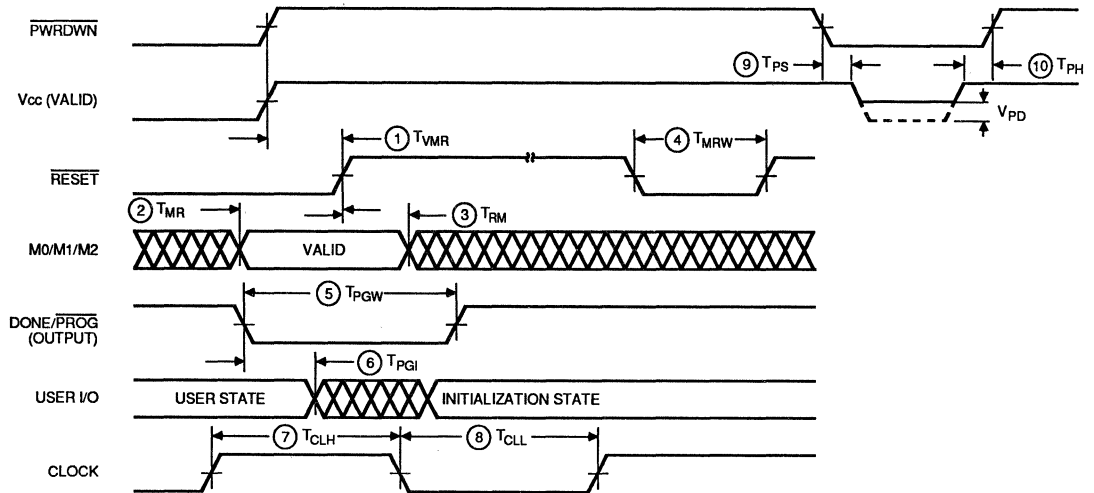 PWRDWN
9 TPS
10 TPH
Vcc (VALID)
VPD
1 TVMR
4 TMRW
RESET
2 TMR
3 TRM
M0/M1/M2
VALID
5 TPGW
DONE/PROG
(OUTPUT)
6 TPGI
USER I/O
USER STATE
INITIALIZATION STATE
7 TCLH
8 TCLL
CLOCK